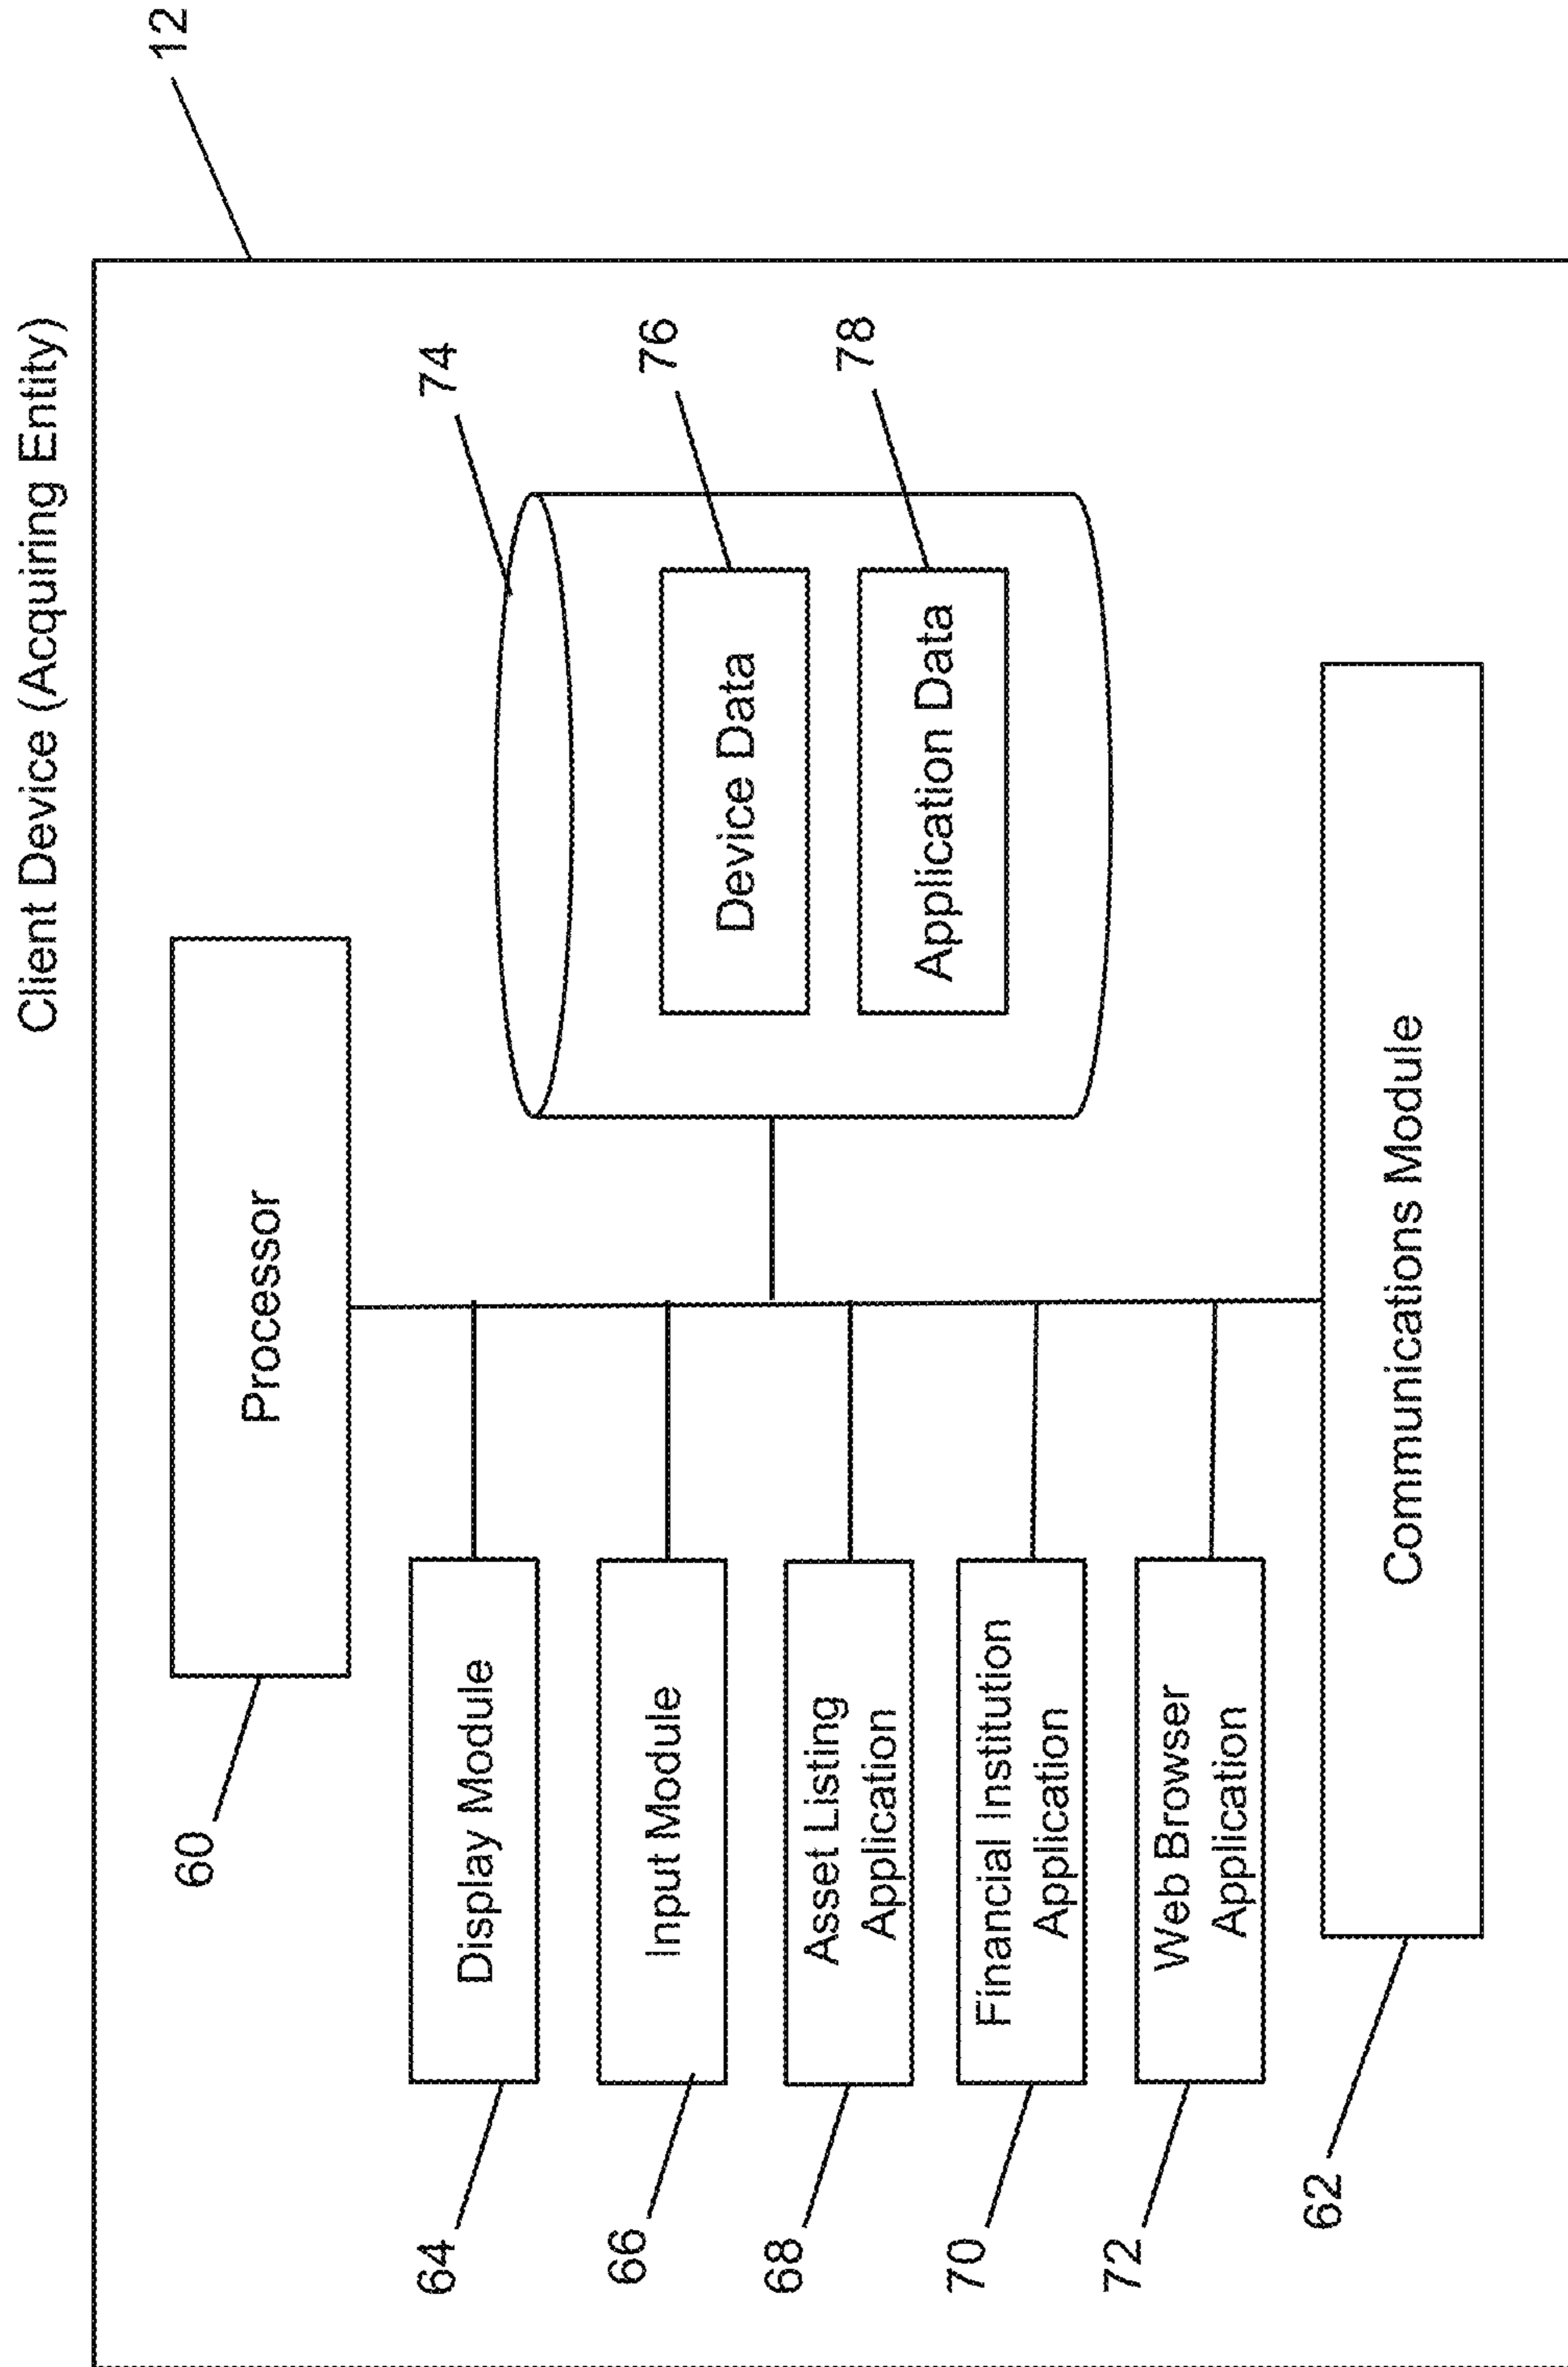 Client Device (Acquiring Entity)
12
Processor
60
Display Module
64
Input Module
66
Asset Listing
Application
68
Financial Institution
Application
70
Web Browser
Application
72
74
Device Data
76
Application Data
78
Communications Module
62